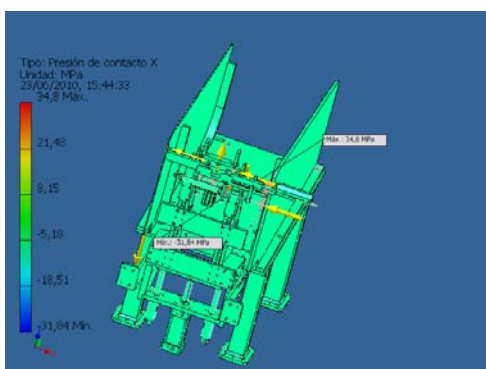 Tipo: Presión de contacto X
Unidad: MPa
23/06/2010, 15:44:33
34,8 Máx.
21,48
8,15
-5,18
-18,51
-31,84 Mín.
Máx.: 34,8 MPa
Mín.: -31,84 MPa